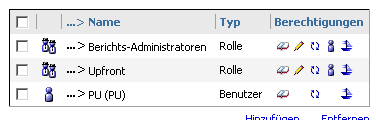 Name Typ Berechtigungen
...> Berichts-Administratoren Rolle
...> Upfront Rolle
...> PU (PU) Benutzer
Hinzufügen Entfernen